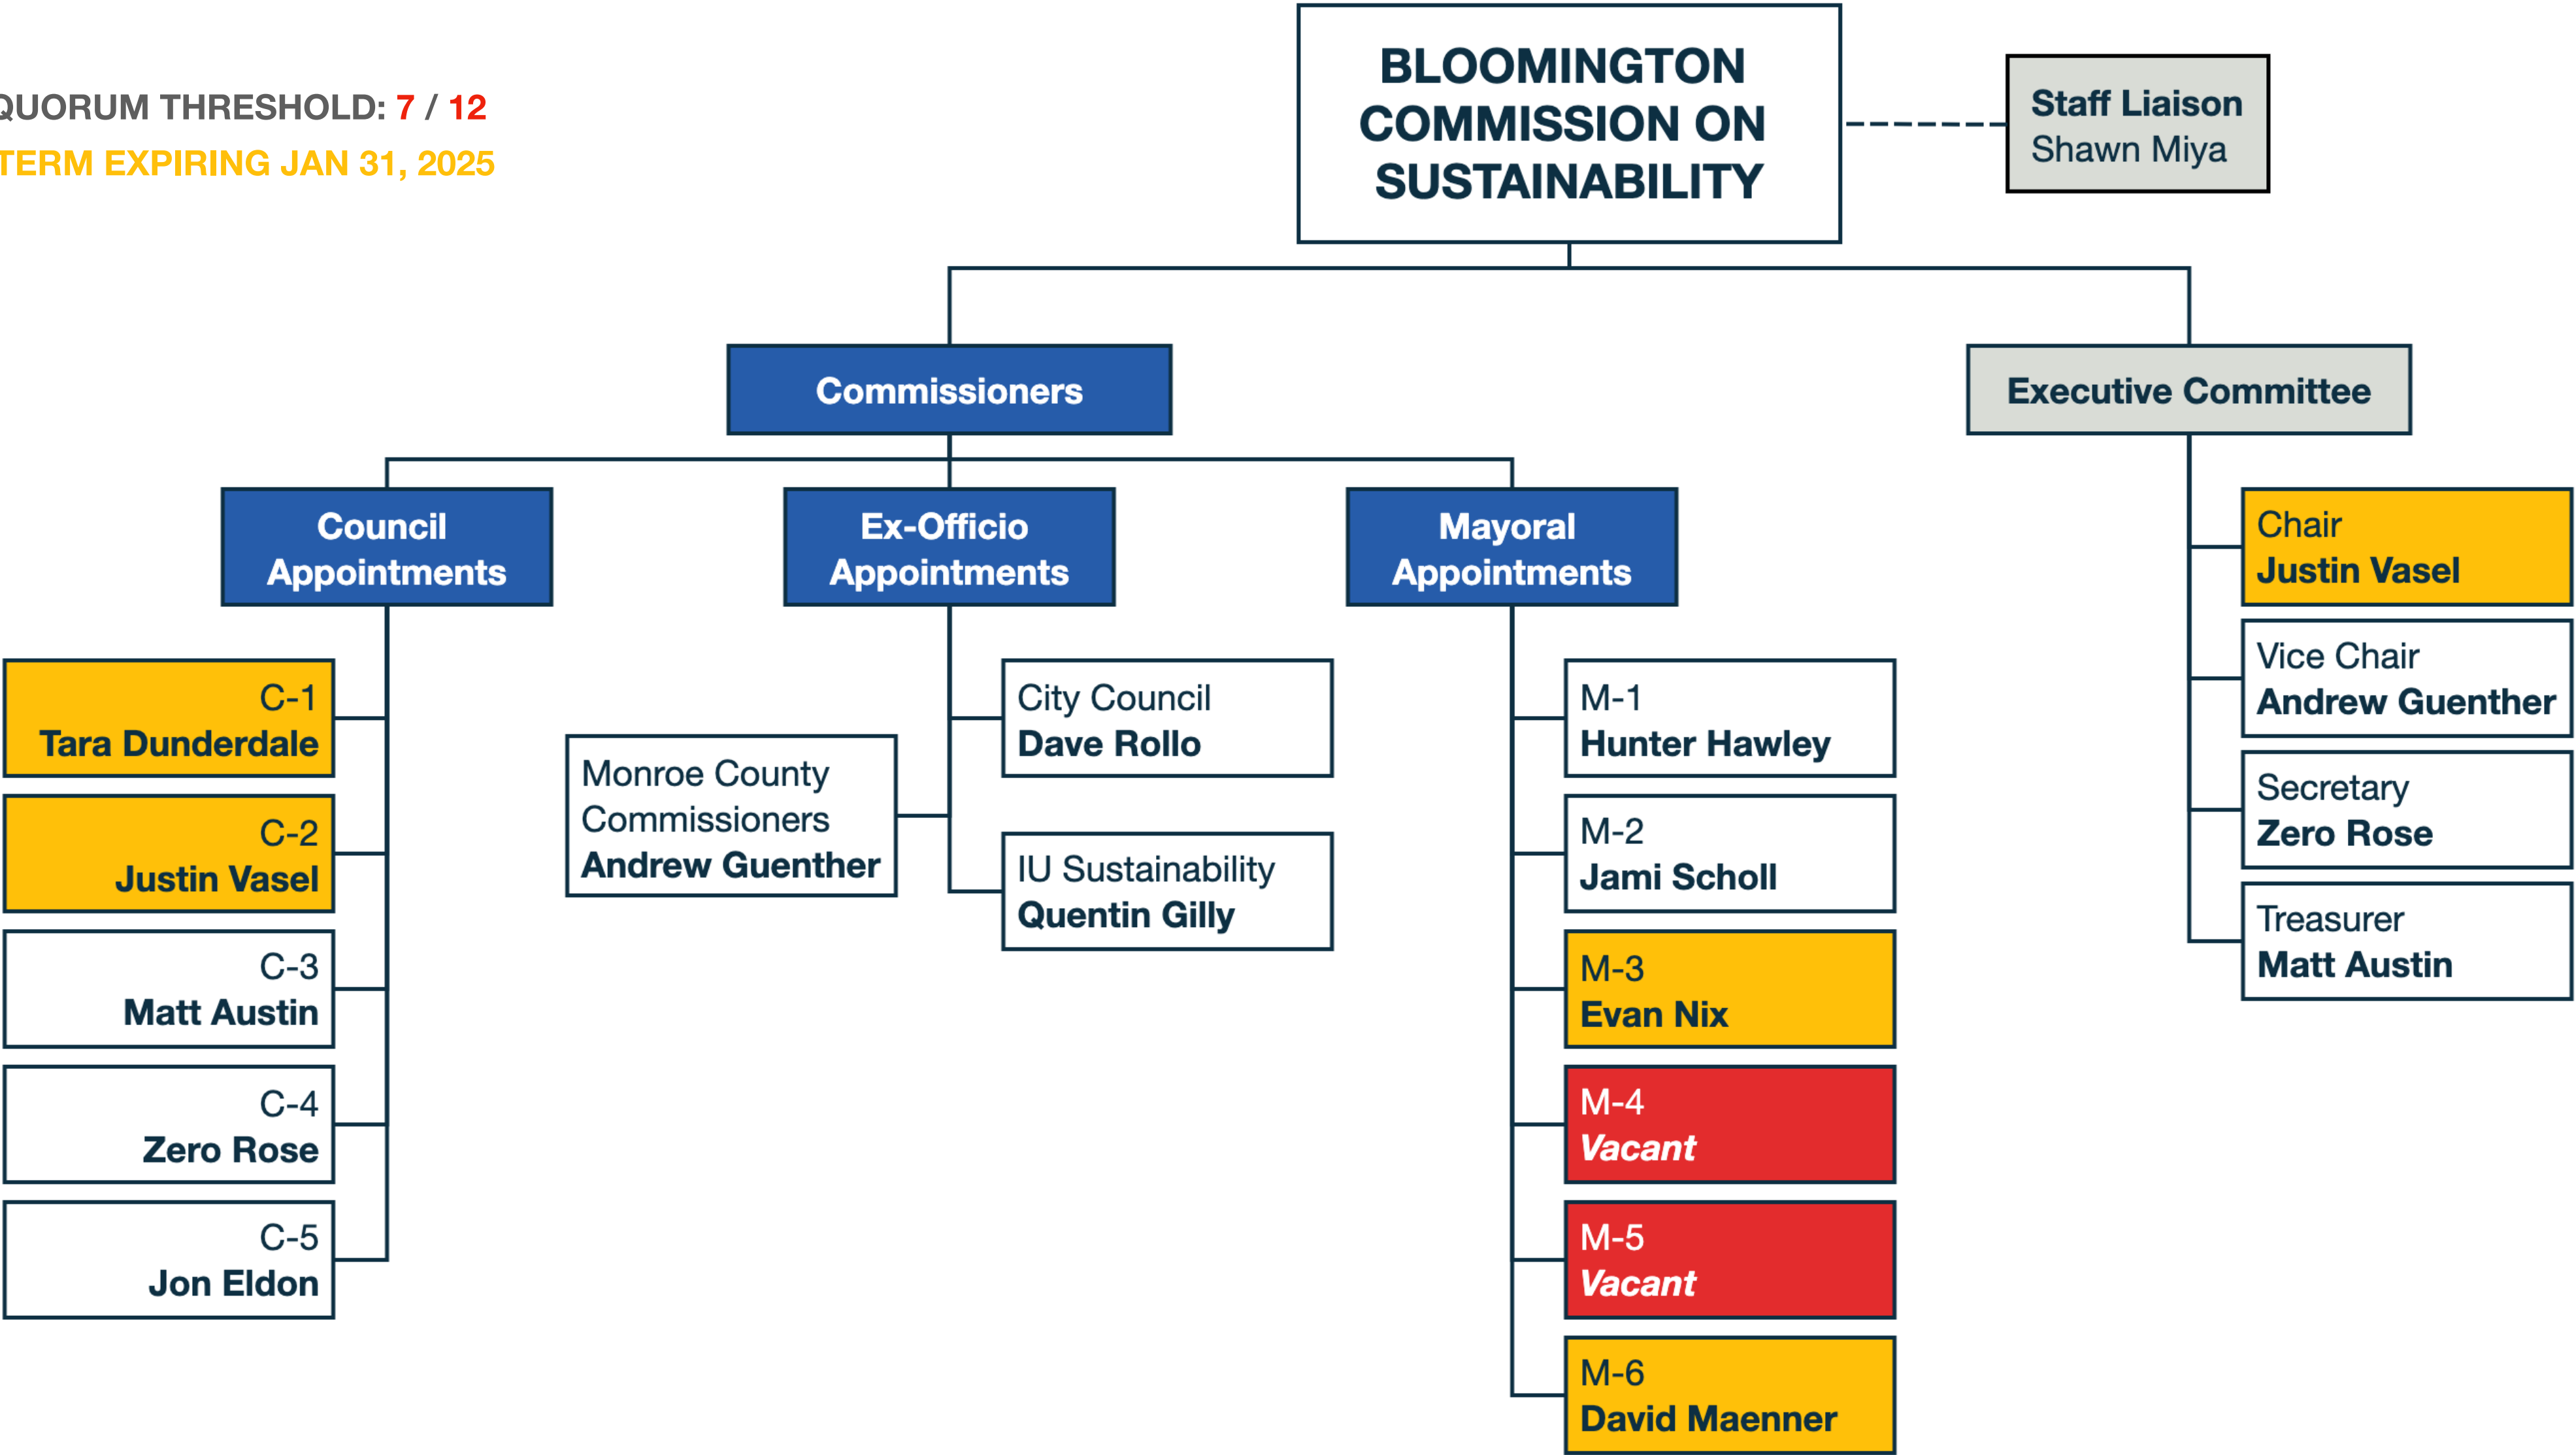 QUORUM THRESHOLD: 7 / 12
TERM EXPIRING JAN 31, 2025
BLOOMINGTON
COMMISSION ON
SUSTAINABILITY
Staff Liaison
Shawn Miya
Commissioners
Executive Committee
Council
Appointments
Ex-Officio
Appointments
Mayoral
Appointments
C-1
Tara Dunderdale
C-2
Justin Vasel
C-3
Matt Austin
C-4
Zero Rose
C-5
Jon Eldon
Monroe County
Commissioners
Andrew Guenther
City Council
Dave Rollo
IU Sustainability
Quentin Gilly
M-1
Hunter Hawley
M-2
Jami Scholl
M-3
Evan Nix
M-4
Vacant
M-5
Vacant
M-6
David Maenner
Chair
Justin Vasel
Vice Chair
Andrew Guenther
Secretary
Zero Rose
Treasurer
Matt Austin